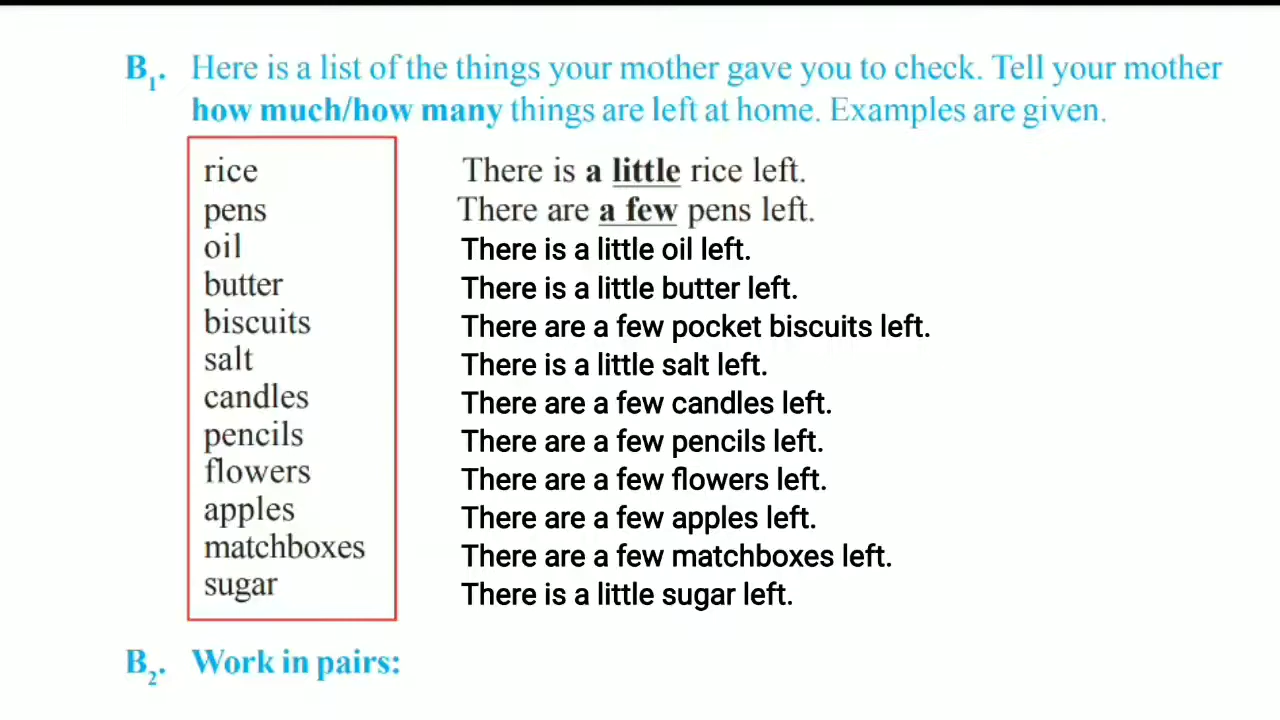 B1. Here is a list of the things your mother gave you to check. Tell your mother
how much/how many things are left at home. Examples are given.
rice There is a little rice left.
pens There are a few pens left.
oil There is a little oil left.
butter There is a little butter left.
biscuits There are a few pocket biscuits left.
salt There is a little salt left.
candles There are a few candles left.
pencils There are a few pencils left.
flowers There are a few flowers left.
apples There are a few apples left.
matchboxes There are a few matchboxes left.
sugar There is a little sugar left.
B2. Work in pairs: